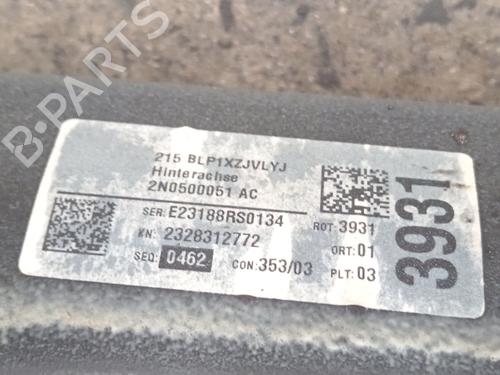 215 BLP1XZJVLYJ
Hinterachse
2N0500051 AC
SER: E23188RS0134
KN: 2328312772
SEQ: 0462 CON: 353/03
ROT 3931
ORT: 01
PLT: 03
3931
B-PARTS